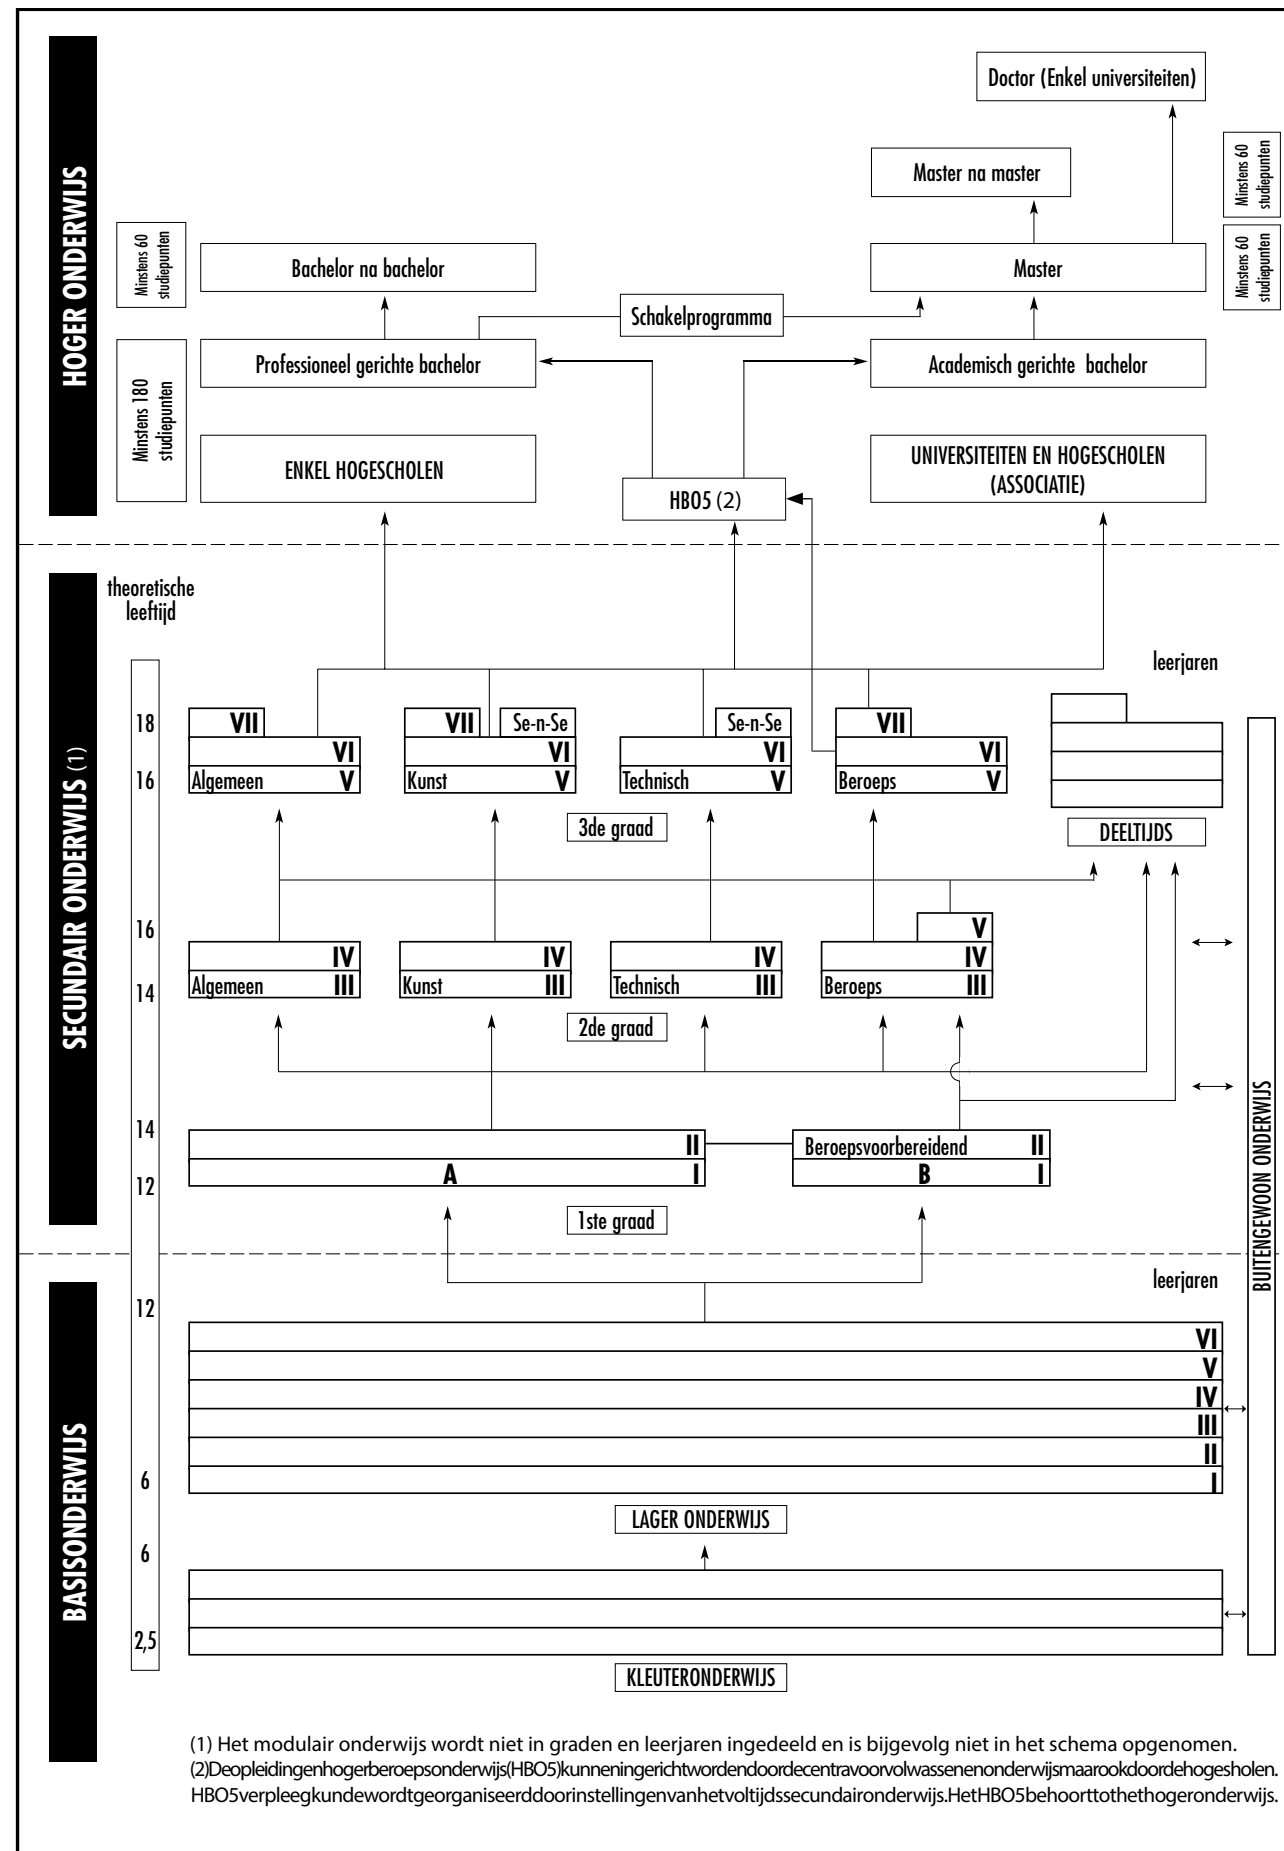 HOGER ONDERWIJS
Doctor (Enkel universiteiten)
Minstens 60
studiepunten
Master na master
Minstens 60
studiepunten
Bachelor na bachelor
Master
Minstens 60
studiepunten
Schakelprogramma
Minstens 180
studiepunten
Professioneel gerichte bachelor
Academisch gerichte bachelor
ENKEL HOGESCHOLEN
HBO5 (2)
UNIVERSITEITEN EN HOGESCHOLEN
(ASSOCIATIE)
SECUNDAIR ONDERWIJS (1)
theoretische
leeftijd
leerjaren
18 VII VII Se-n-Se Se-n-Se VII
VI VI VI VI
16 Algemeen V Kunst V Technisch V Beroeps V
3de graad
DEELTIJDS
16 V
IV IV IV IV
14 Algemeen III Kunst III Technisch III Beroeps III
2de graad
14 II Beroepsvoorbereidend II
12 A I B I
1ste graad
BUITENGEWOON ONDERWIJS
BASISONDERWIJS
leerjaren
12
VI
V
IV
III
II
6 I
LAGER ONDERWIJS
6
2,5
KLEUTERONDERWIJS
(1) Het modulair onderwijs wordt niet in graden en leerjaren ingedeeld en is bijgevolg niet in het schema opgenomen.
(2)Deopleidingenhogerberoepsonderwijs(HBO5)kunneningerichtwordendoordecentravoorvolwassenenonderwijsmaarookdoordehogesholen.
HBO5verpleegkundewordtgeorganiseerddoorinstellingenvanhetvoltijdssecundaironderwijs.HetHBO5behoorttothethogeronderwijs.